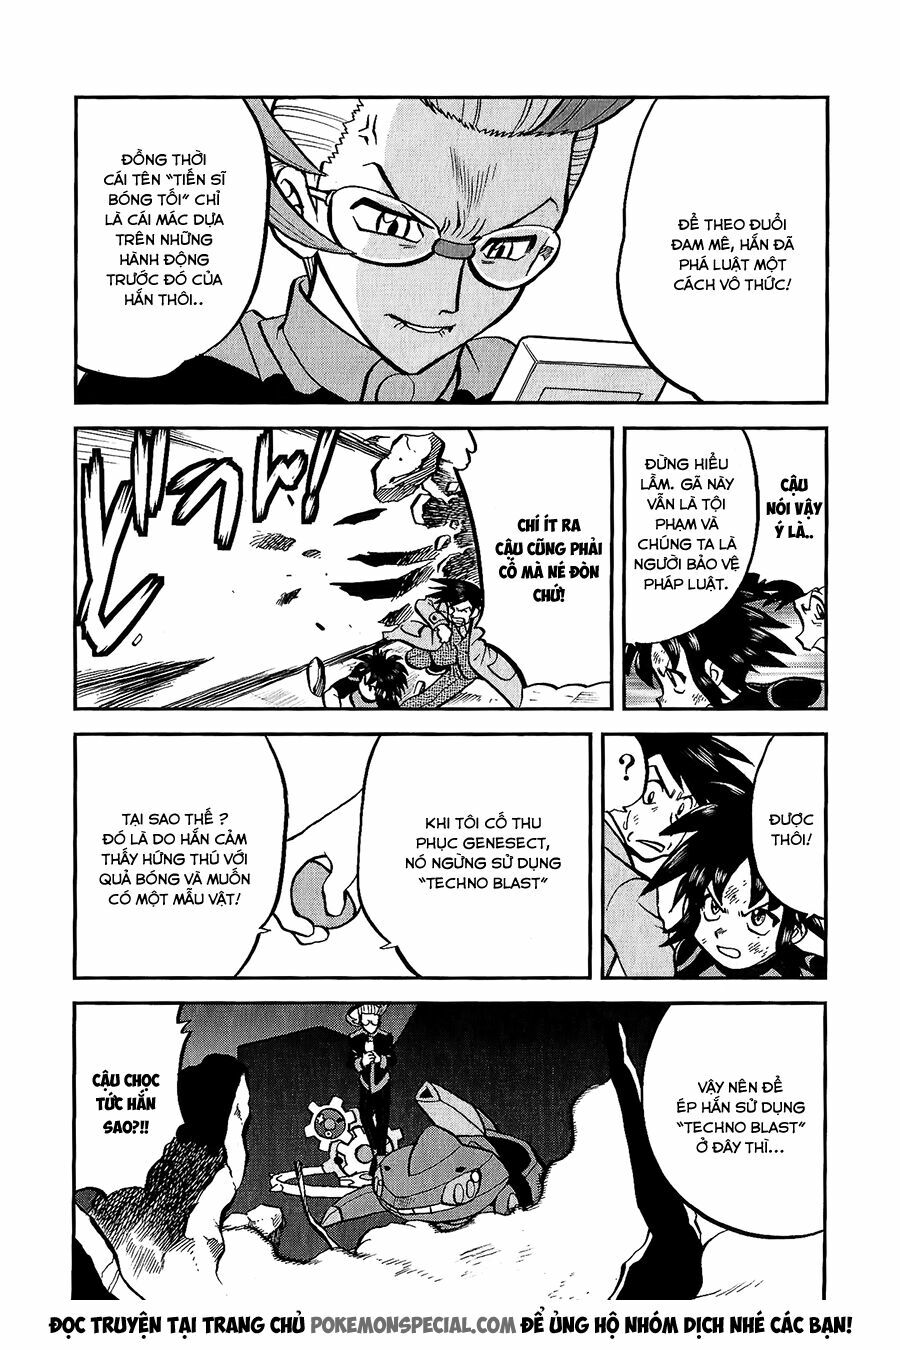 ĐỂ THEO ĐUỔI
ĐAM MÊ, HẮN ĐÃ
PHÁ LUẬT MỘT
CÁCH VÔ THỨC!
ĐỒNG THỜI
CÁI TÊN "TIẾN SĨ
BÓNG TỐI" CHỈ
LÀ CÁI MÁC DỰA
TRÊN NHỮNG
HÀNH ĐỘNG
TRƯỚC ĐÓ CỦA
HẮN THÔI..
CẬU
NÓI VẬY
Ý LÀ..
ĐỪNG HIỂU
LẦM. GÃ NÀY
VẪN LÀ TỘI
PHẠM VÀ
CHÚNG TA LÀ
NGƯỜI BẢO VỆ
PHÁP LUẬT.
CHÍ ÍT RA
CẬU CŨNG PHẢI
CỐ MÀ NÉ ĐÒN
CHỨ!
ドドド!
ĐƯỢC
THÔI!
?
KHI TÔI CỐ THU
PHỤC GENESECT,
NÓ NGỪNG SỬ DỤNG
"TECHNO BLAST"
TẠI SAO THẾ ?
ĐÓ LÀ DO HẮN CẢM
THẤY HỨNG THÚ VỚI
QUẢ BÓNG VÀ MUỐN
CÓ MỘT MẪU VẬT!
VẬY NÊN ĐỂ
ÉP HẮN SỬ DỤNG
"TECHNO BLAST"
Ở ĐÂY THÌ...
CẬU CHỌC
TỨC HẮN
SAO?!!
ĐỌC TRUYỆN TẠI TRANG CHỦ POKEMONSPECIAL.COM ĐỂ ỦNG HỘ NHÓM DỊCH NHÉ CÁC BẠN!